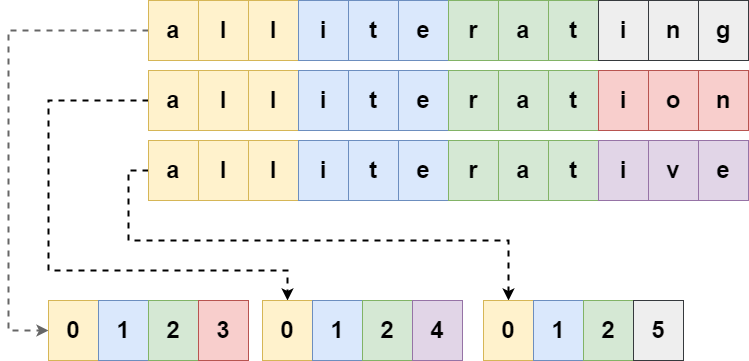 a l l i t e r a t i n g
a l l i t e r a t i o n
a l l i t e r a t i v e
0 1 2 3 0 1 2 4 0 1 2 5